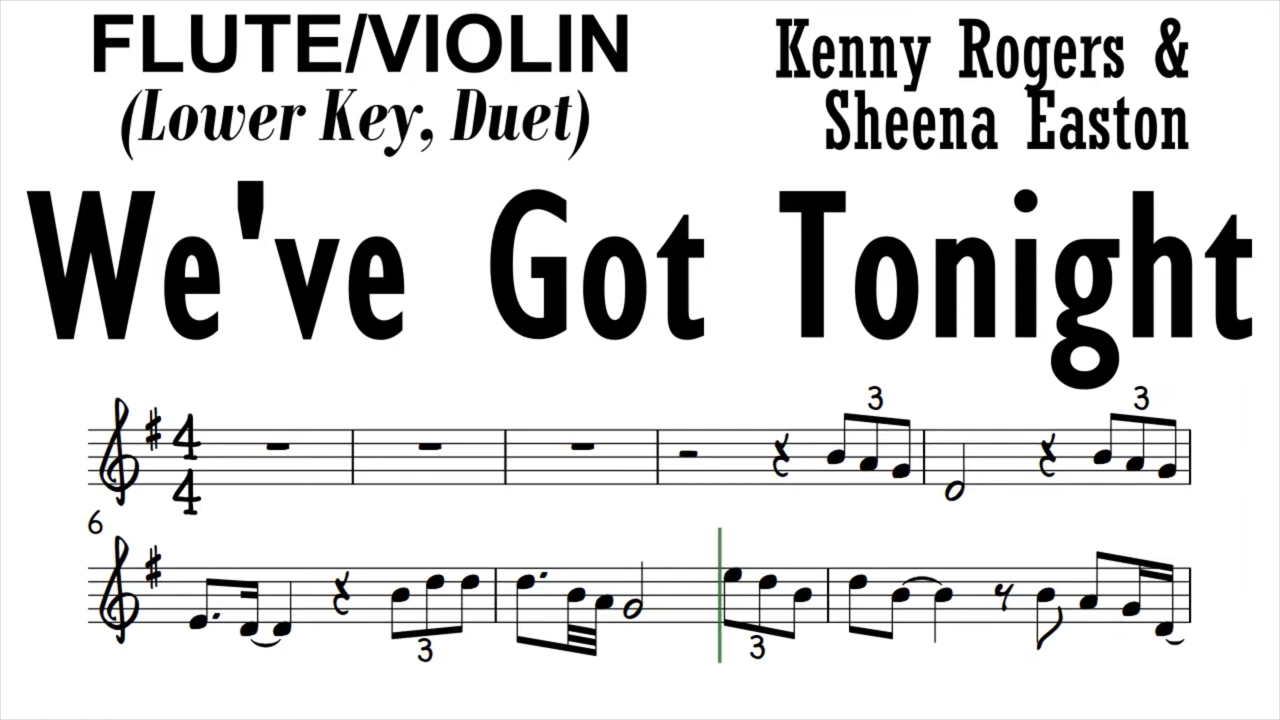 FLUTE/VIOLIN
(Lower Key, Duet)
Kenny Rogers &
Sheena Easton
We've Got Tonight
3 3
4
4
6
3 3